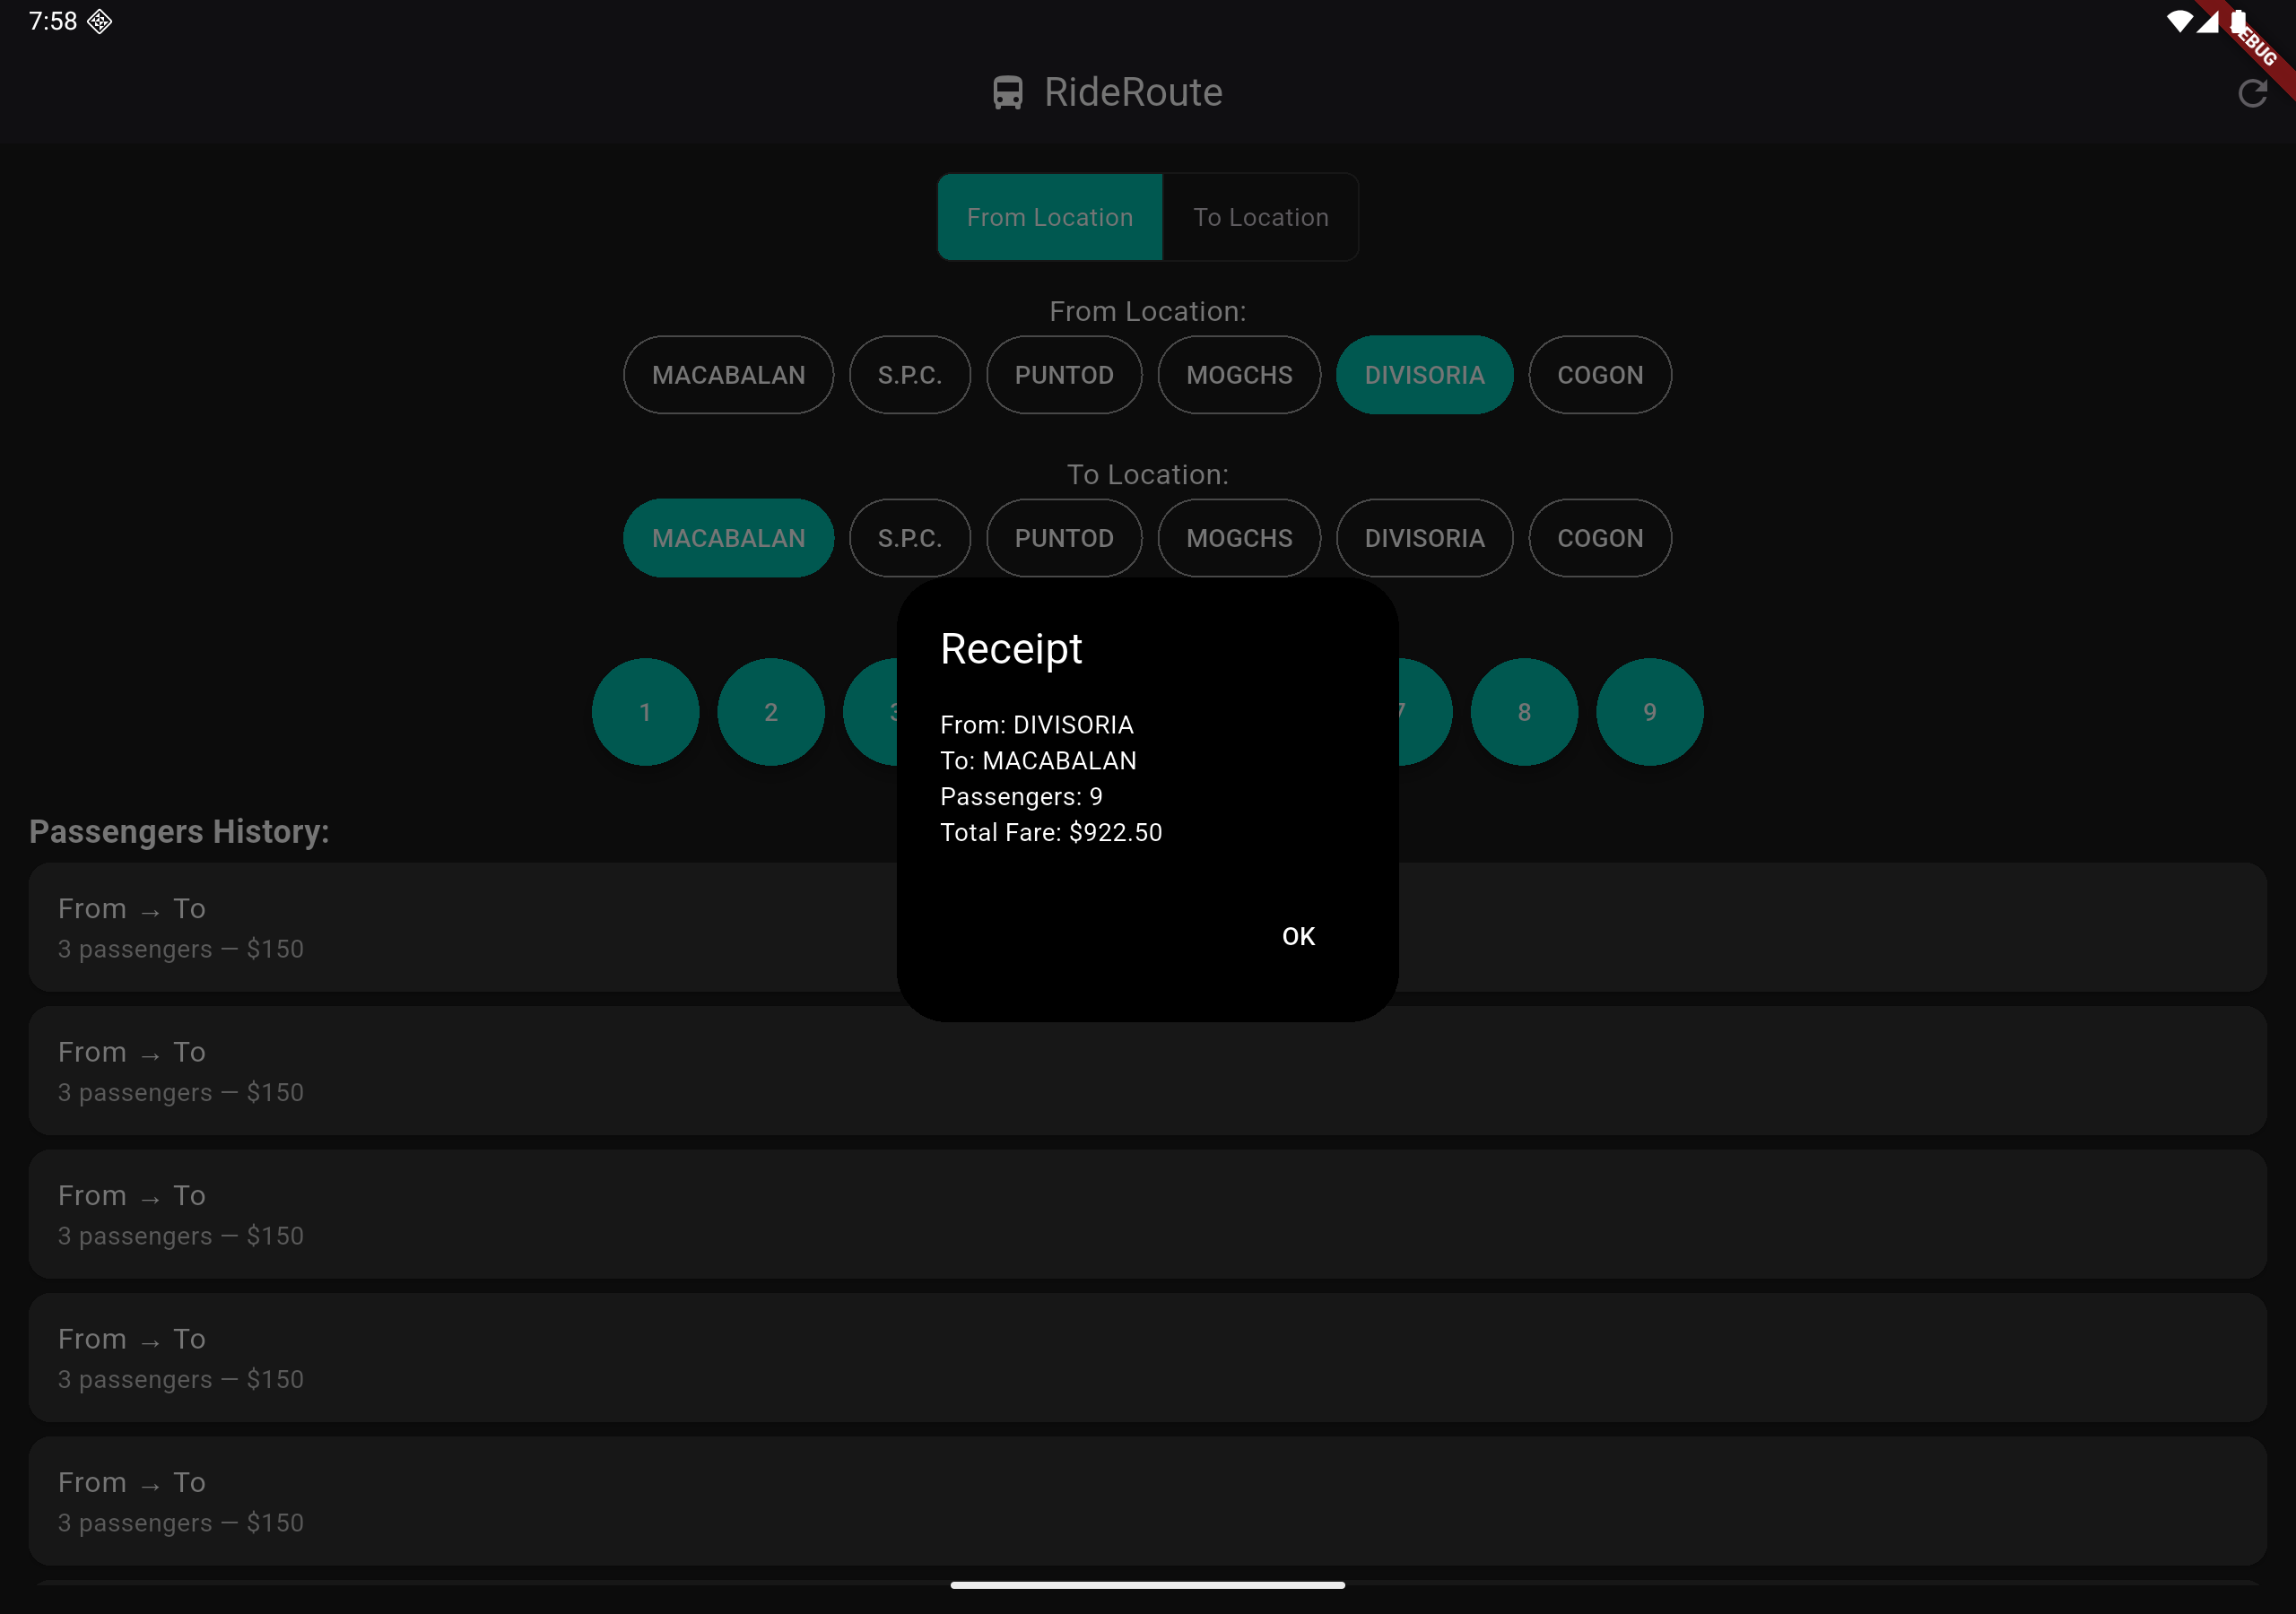 7:58
EBUG
RideRoute
From Location To Location
From Location:
MACABALAN S.P.C. PUNTOD MOGCHS DIVISORIA COGON
To Location:
MACABALAN S.P.C. PUNTOD MOGCHS DIVISORIA COGON
Receipt
From: DIVISORIA
To: MACABALAN
Passengers: 9
Total Fare: $922.50
OK
1 2 3 7 8 9
Passengers History:
From → To
3 passengers — $150
From → To
3 passengers — $150
From → To
3 passengers — $150
From → To
3 passengers — $150
From → To
3 passengers — $150